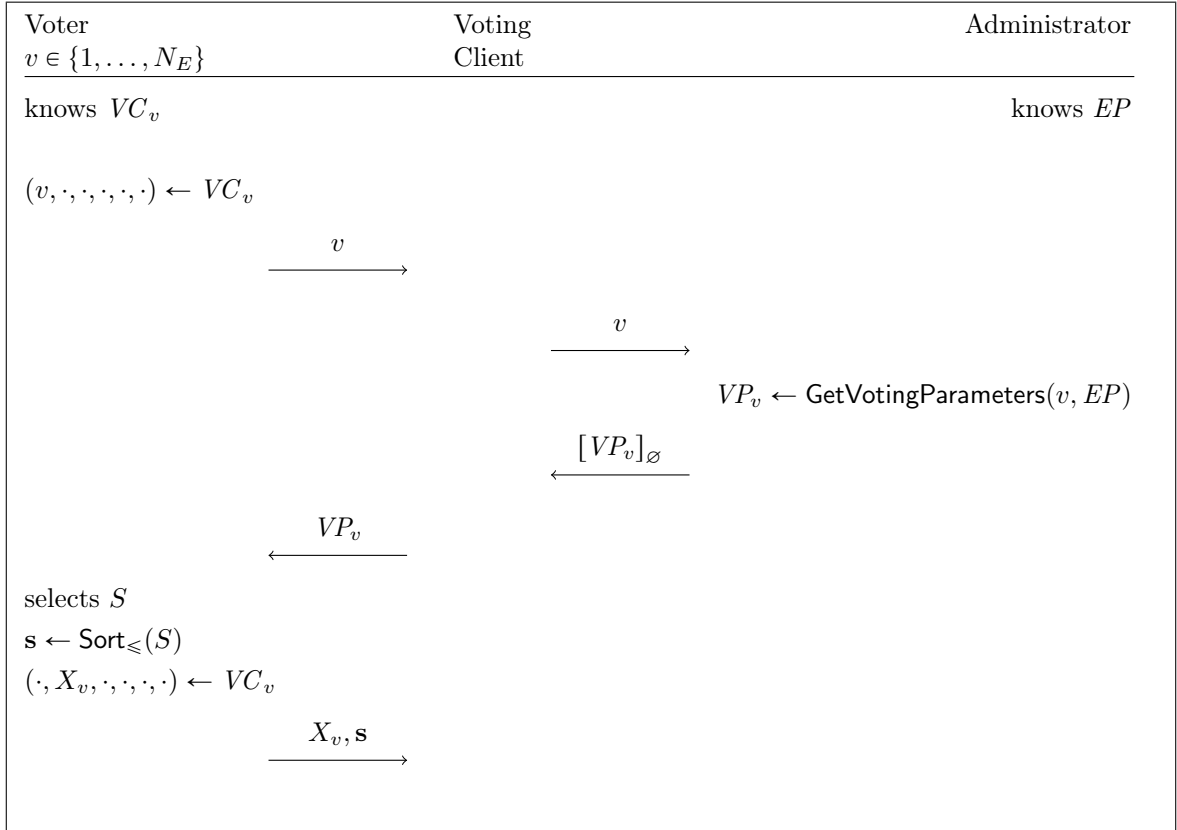 Voter Voting Administrator
v ∈ {1, . . . , N_E} Client
knows VC_v knows EP
(v, ·, ·, ·, ·, ·) ← VC_v
v
v
VP_v ← GetVotingParameters(v, EP)
[VP_v]_∅
VP_v
selects S
s ← Sort_⩽(S)
(·, X_v, ·, ·, ·, ·) ← VC_v
X_v, s